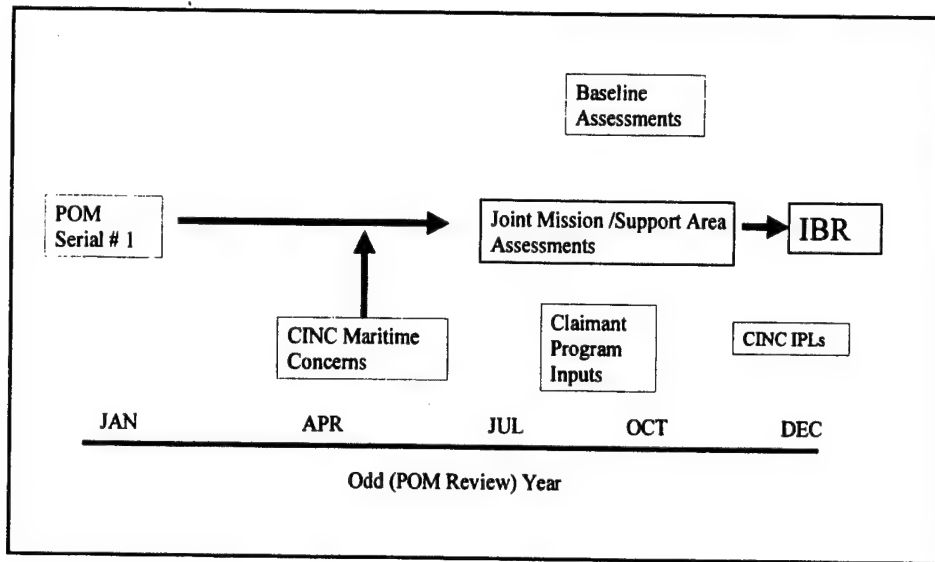 Baseline
Assessments
POM
Serial # 1
Joint Mission /Support Area
Assessments
IBR
CINC Maritime
Concerns
Claimant
Program
Inputs
CINC IPLs
JAN APR JUL OCT DEC
Odd (POM Review) Year